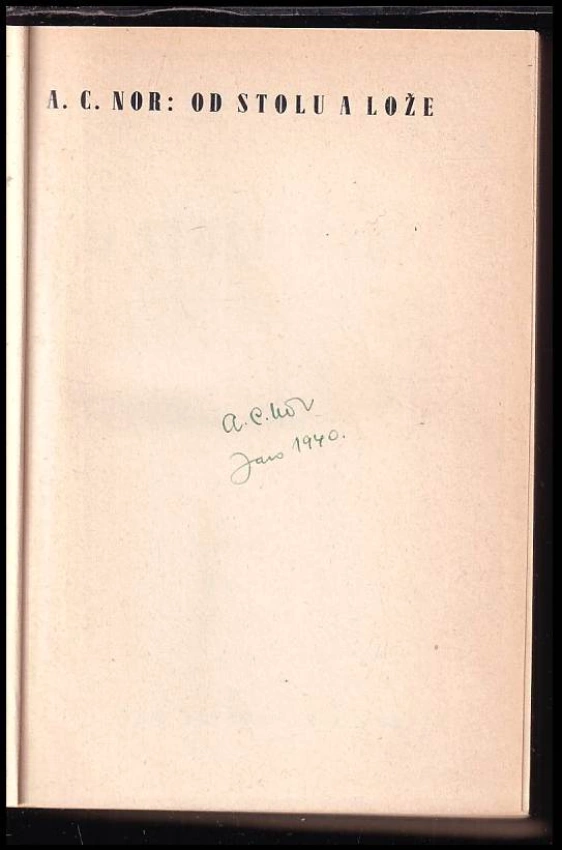 A. C. NOR: OD STOLU A LOŽE
A.C.Nor
Jaro 1940.